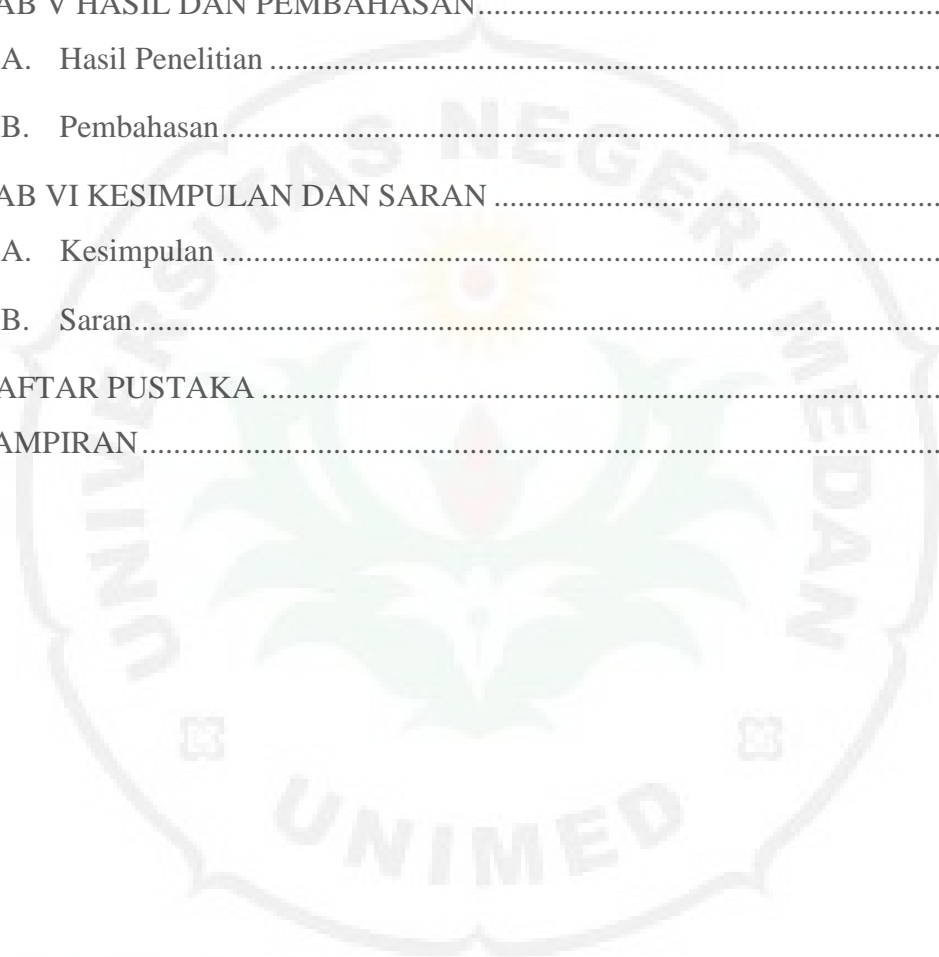 AB V HASIL DAN PEMBAHASAN..............................................................
A. Hasil Penelitian ....................................................................................
B. Pembahasan..........................................................................................
AB VI KESIMPULAN DAN SARAN ............................................................
A. Kesimpulan ..........................................................................................
B. Saran.....................................................................................................
AFTAR PUSTAKA .........................................................................................
AMPIRAN........................................................................................................
UNIVERSITAS NEGERI MEDAN
UNIMED